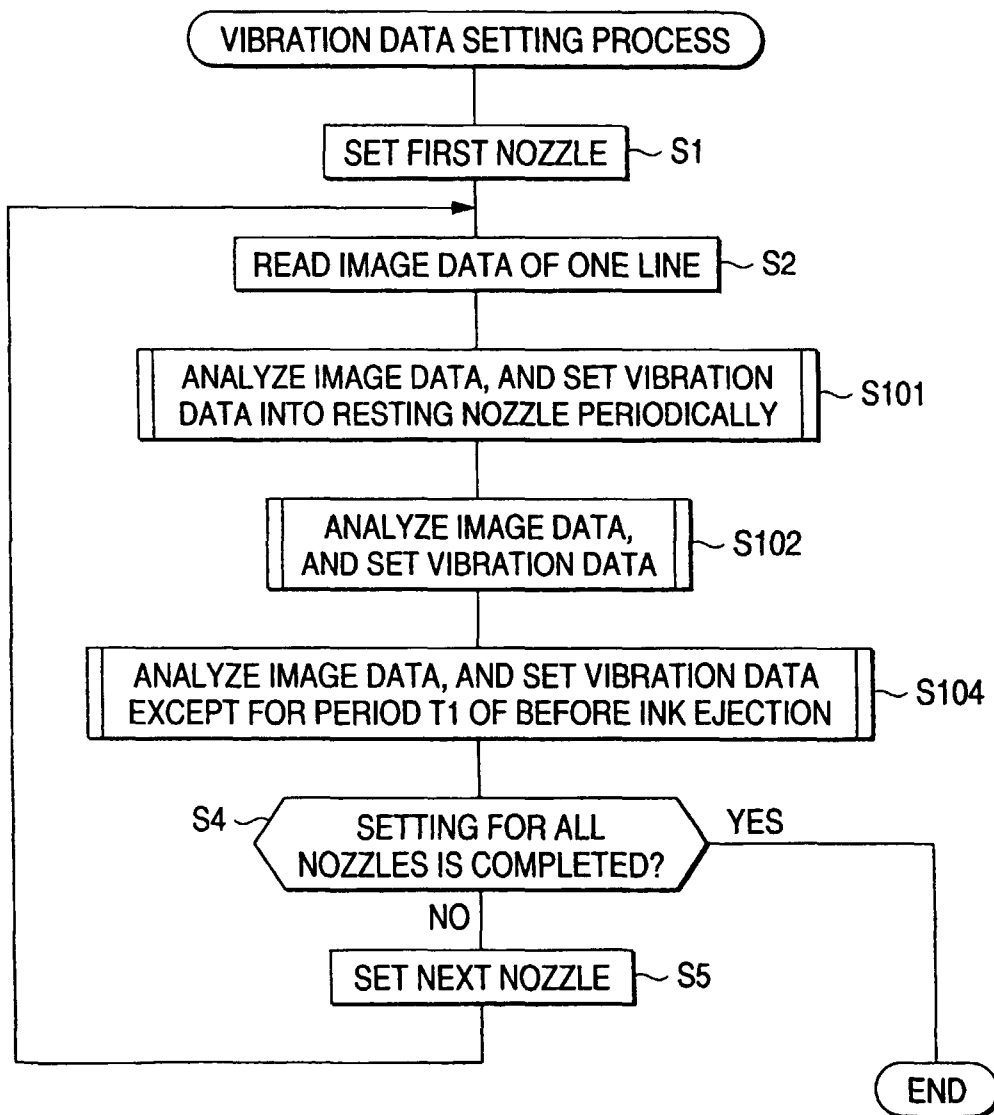 VIBRATION DATA SETTING PROCESS
SET FIRST NOZZLE
S1
READ IMAGE DATA OF ONE LINE
S2
ANALYZE IMAGE DATA, AND SET VIBRATION
DATA INTO RESTING NOZZLE PERIODICALLY
S101
ANALYZE IMAGE DATA,
AND SET VIBRATION DATA
S102
ANALYZE IMAGE DATA, AND SET VIBRATION DATA
EXCEPT FOR PERIOD T1 OF BEFORE INK EJECTION
S104
S4
SETTING FOR ALL
NOZZLES IS COMPLETED?
YES
NO
SET NEXT NOZZLE
S5
END